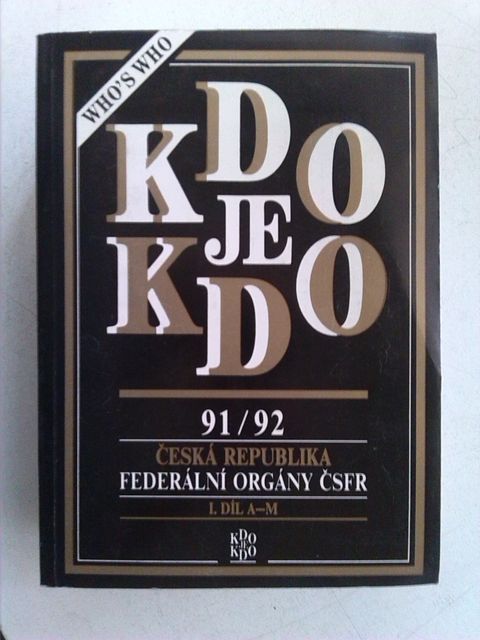 WHO'S WHO
KDO
JE
KDO
91/92
ČESKÁ REPUBLIKA
FEDERÁLNÍ ORGÁNY ČSFR
I. DÍL A–M
KDO
JE
KDO